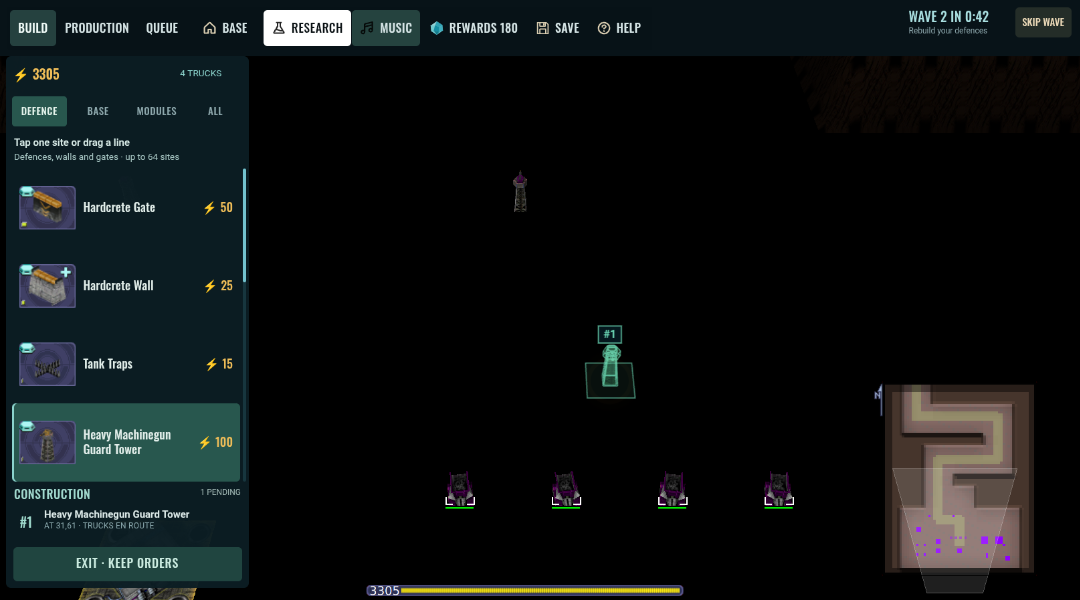 BUILD
PRODUCTION
QUEUE
BASE
RESEARCH
MUSIC
REWARDS 180
SAVE
HELP
WAVE 2 IN 0:42
Rebuild your defences
SKIP WAVE
3305
4 TRUCKS
DEFENCE
BASE
MODULES
ALL
Tap one site or drag a line
Defences, walls and gates · up to 64 sites
Hardcrete Gate
50
Hardcrete Wall
25
Tank Traps
15
Heavy Machinegun
Guard Tower
100
CONSTRUCTION
1 PENDING
#1
Heavy Machinegun Guard Tower
AT 31,61 · TRUCKS EN ROUTE
EXIT · KEEP ORDERS
#1
N
3305